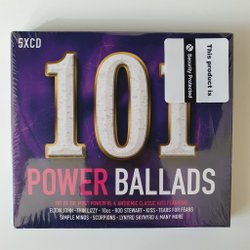 5XCD
This product is
Security Protected
101
POWER BALLADS
101 OF THE MOST POWERFUL & ANTHEMIC CLASSIC HITS FEATURING
ELTON JOHN • THIN LIZZY • 10cc • ROD STEWART • KISS • TEARS FOR FEARS
SIMPLE MINDS • SCORPIONS • LYNYRD SKYNYRD & MANY MORE